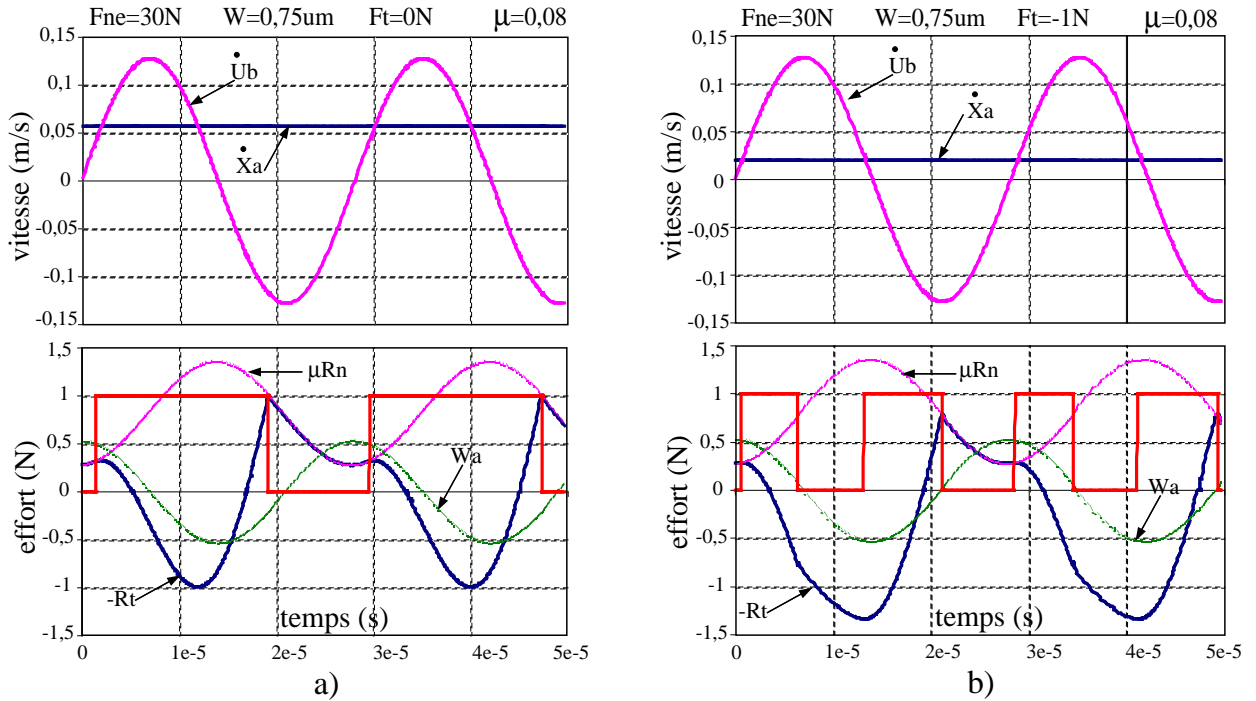 Fne=30N W=0,75um Ft=0N μ=0,08
0,15
0,1
0,05
0
-0,05
-0,1
-0,15
vitesse (m/s)
Ub
Xa
1,5
1
0,5
0
-0,5
-1
-1,5
effort (N)
μRn
Wa
-Rt
temps (s)
0 1e-5 2e-5 3e-5 4e-5 5e-5
a)
Fne=30N W=0,75um Ft=-1N μ=0,08
0,15
0,1
0,05
0
-0,05
-0,1
-0,15
vitesse (m/s)
Ub
Xa
1,5
1
0,5
0
-0,5
-1
-1,5
effort (N)
μRn
Wa
-Rt
temps (s)
0 1e-5 2e-5 3e-5 4e-5 5e-5
b)